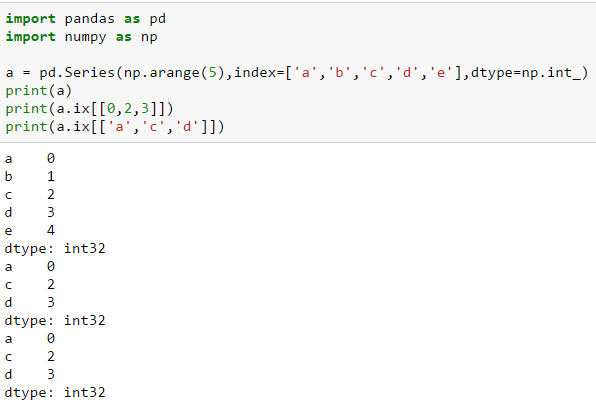 import pandas as pd
import numpy as np
a = pd.Series(np.arange(5),index=['a','b','c','d','e'],dtype=np.int_)
print(a)
print(a.ix[[0,2,3]])
print(a.ix[['a','c','d']])
a    0
b    1
c    2
d    3
e    4
dtype: int32
a    0
c    2
d    3
dtype: int32
a    0
c    2
d    3
dtype: int32